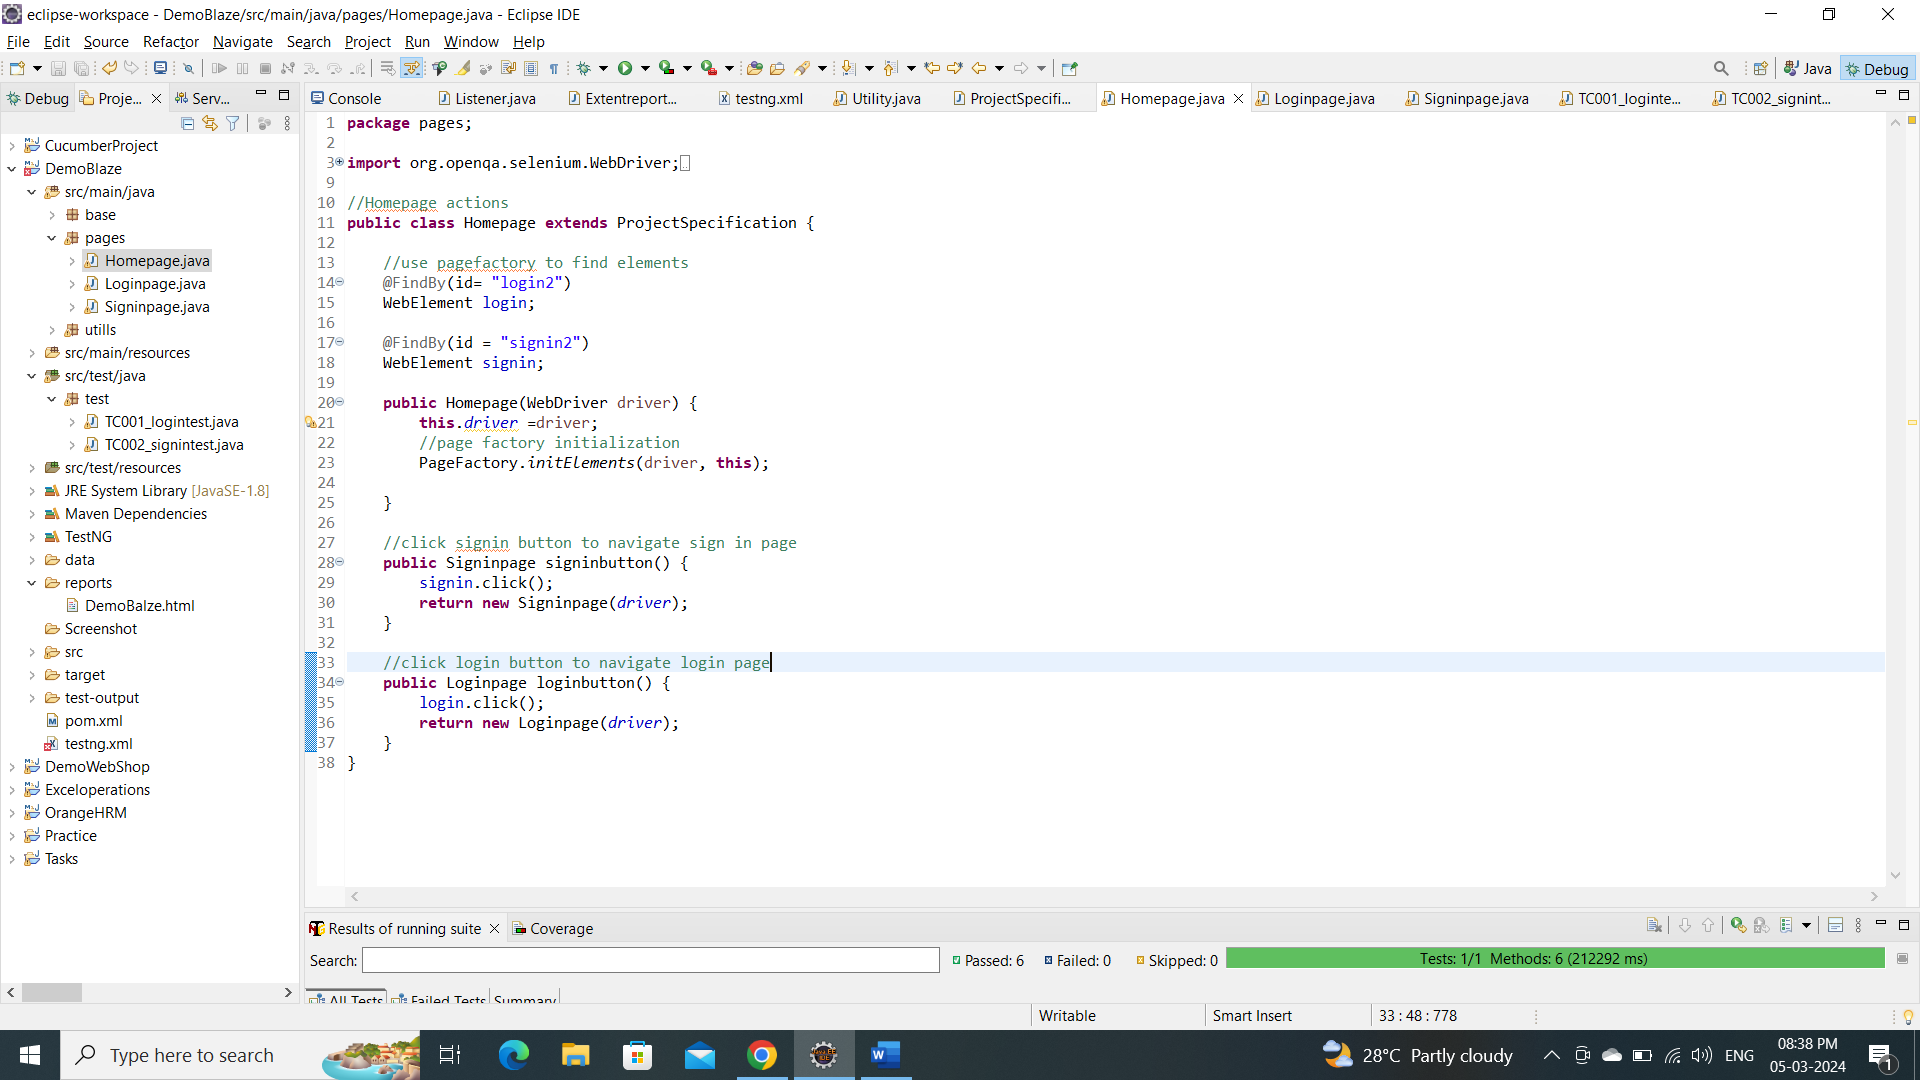 eclipse-workspace - DemoBlaze/src/main/java/pages/Homepage.java - Eclipse IDE
File Edit Source Refactor Navigate Search Project Run Window Help
Java Debug
Debug Proje... Serv...
Console Listener.java Extentreport... testng.xml Utility.java ProjectSpecifi... Homepage.java Loginpage.java Signinpage.java TC001_loginte... TC002_signint...
CucumberProject
DemoBlaze
src/main/java
base
pages
Homepage.java
Loginpage.java
Signinpage.java
utills
src/main/resources
src/test/java
test
TC001_logintest.java
TC002_signintest.java
src/test/resources
JRE System Library [JavaSE-1.8]
Maven Dependencies
TestNG
data
reports
DemoBalze.html
Screenshot
src
target
test-output
pom.xml
testng.xml
DemoWebShop
Exceloperations
OrangeHRM
Practice
Tasks
1 package pages;
2
3 import org.openqa.selenium.WebDriver;
9
10 //Homepage actions
11 public class Homepage extends ProjectSpecification {
12
13 //use pagefactory to find elements
14 @FindBy(id= "login2")
15 WebElement login;
16
17 @FindBy(id = "signin2")
18 WebElement signin;
19
20 public Homepage(WebDriver driver) {
21 this.driver =driver;
22 //page factory initialization
23 PageFactory.initElements(driver, this);
24
25 }
26
27 //click signin button to navigate sign in page
28 public Signinpage signinbutton() {
29 signin.click();
30 return new Signinpage(driver);
31 }
32
33 //click login button to navigate login page
34 public Loginpage loginbutton() {
35 login.click();
36 return new Loginpage(driver);
37 }
38 }
Results of running suite Coverage
Search: Passed: 6 Failed: 0 Skipped: 0 Tests: 1/1 Methods: 6 (212292 ms)
All Tests Failed Tests Summary
Writable Smart Insert 33 : 48 : 778
Type here to search
28°C Partly cloudy
ENG
08:38 PM
05-03-2024
1